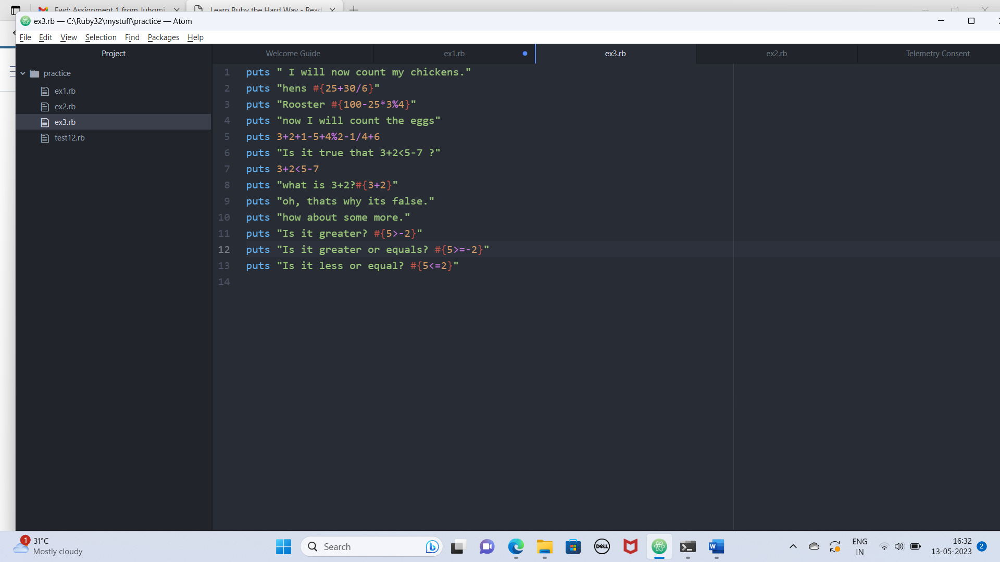 Fwd: Assignment 1 from Juhomi
Learn Ruby the Hard Way - Read
ex3.rb — C:\Ruby32\mystuff\practice — Atom
File Edit View Selection Find Packages Help
Project
Welcome Guide ex1.rb ex3.rb ex2.rb Telemetry Consent
practice
ex1.rb
ex2.rb
ex3.rb
test12.rb
1 puts " I will now count my chickens."
2 puts "hens #{25+30/6}"
3 puts "Rooster #{100-25*3%4}"
4 puts "now I will count the eggs"
5 puts 3+2+1-5+4%2-1/4+6
6 puts "Is it true that 3+2<5-7 ?"
7 puts 3+2<5-7
8 puts "what is 3+2?#{3+2}"
9 puts "oh, thats why its false."
10 puts "how about some more."
11 puts "Is it greater? #{5>-2}"
12 puts "Is it greater or equals? #{5>=-2}"
13 puts "Is it less or equal? #{5<=2}"
14
1
31°C
Mostly cloudy
Search
DELL
W
ENG
IN
16:32
13-05-2023
2